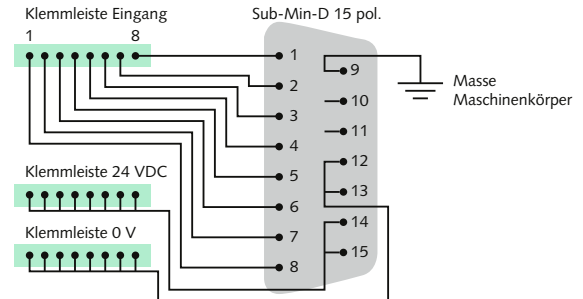 Klemmleiste Eingang
1 8
Sub-Min-D 15 pol.
1
2
3
4
5
6
7
8
9
10
11
12
13
14
15
Masse
Maschinenkörper
Klemmleiste 24 VDC
Klemmleiste 0 V